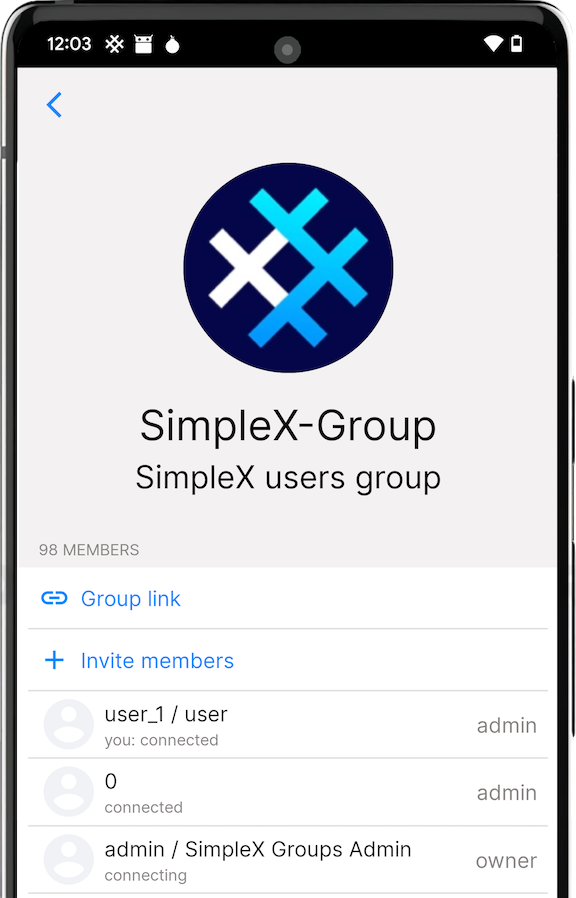 12:03
SimpleX-Group
SimpleX users group
98 MEMBERS
Group link
Invite members
user_1 / user
admin
you: connected
0
admin
connected
admin / SimpleX Groups Admin
owner
connecting